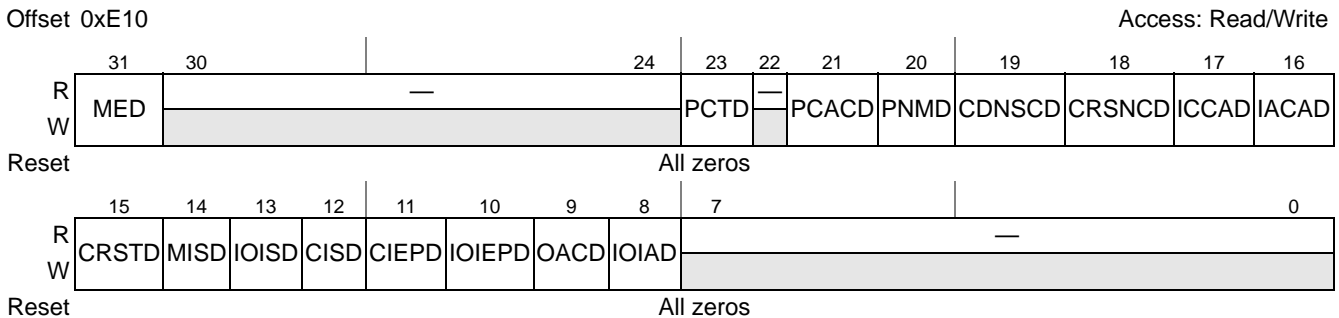 Offset 0xE10 Access: Read/Write
31 30 24 23 22 21 20 19 18 17 16
R — —
MED PCTD PCACD PNMD CDNSCD CRSNCD ICCAD IACAD
W
Reset All zeros
15 14 13 12 11 10 9 8 7 0
R —
CRSTD MISD IOISD CISD CIEPD IOIEPD OACD IOIAD
W
Reset All zeros